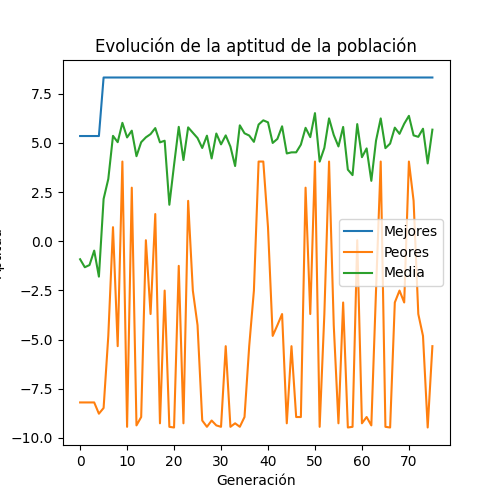 Evolución de la aptitud de la población
7.5
5.0
2.5
0.0
−2.5
−5.0
−7.5
−10.0
Mejores
Peores
Media
0 10 20 30 40 50 60 70
Generación